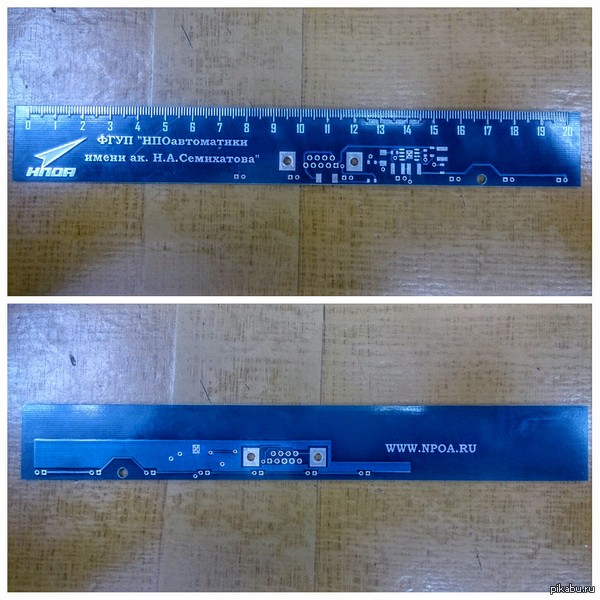 0 1 2 3 4 5 6 7 8 9 10 11 12 13 14 15 16 17 18 19 20
ФГУП "НПОавтоматики
имени ак. Н.А.Семихатова"
НПОА
WWW.NPOA.RU
pikabu.ru